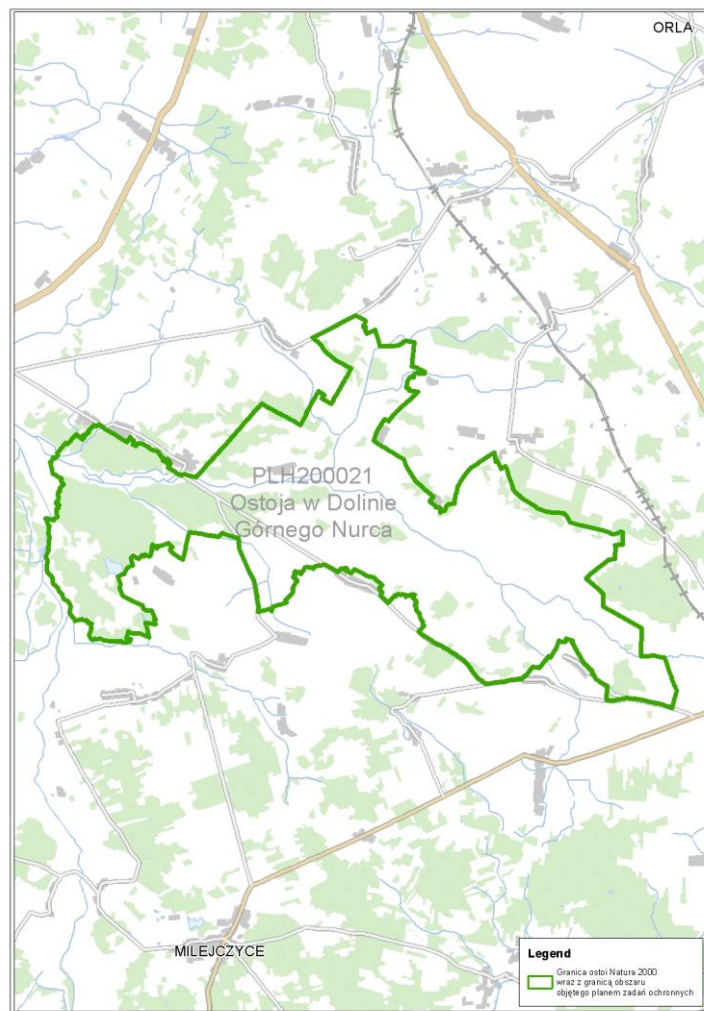 ORLA
PLH200021
Ostoja w Dolinie
Górnego Nurca
MILEJCZYCE
Legend
Granica ostoi Natura 2000
wraz z granicą obszaru
objętego planem zadań ochronnych